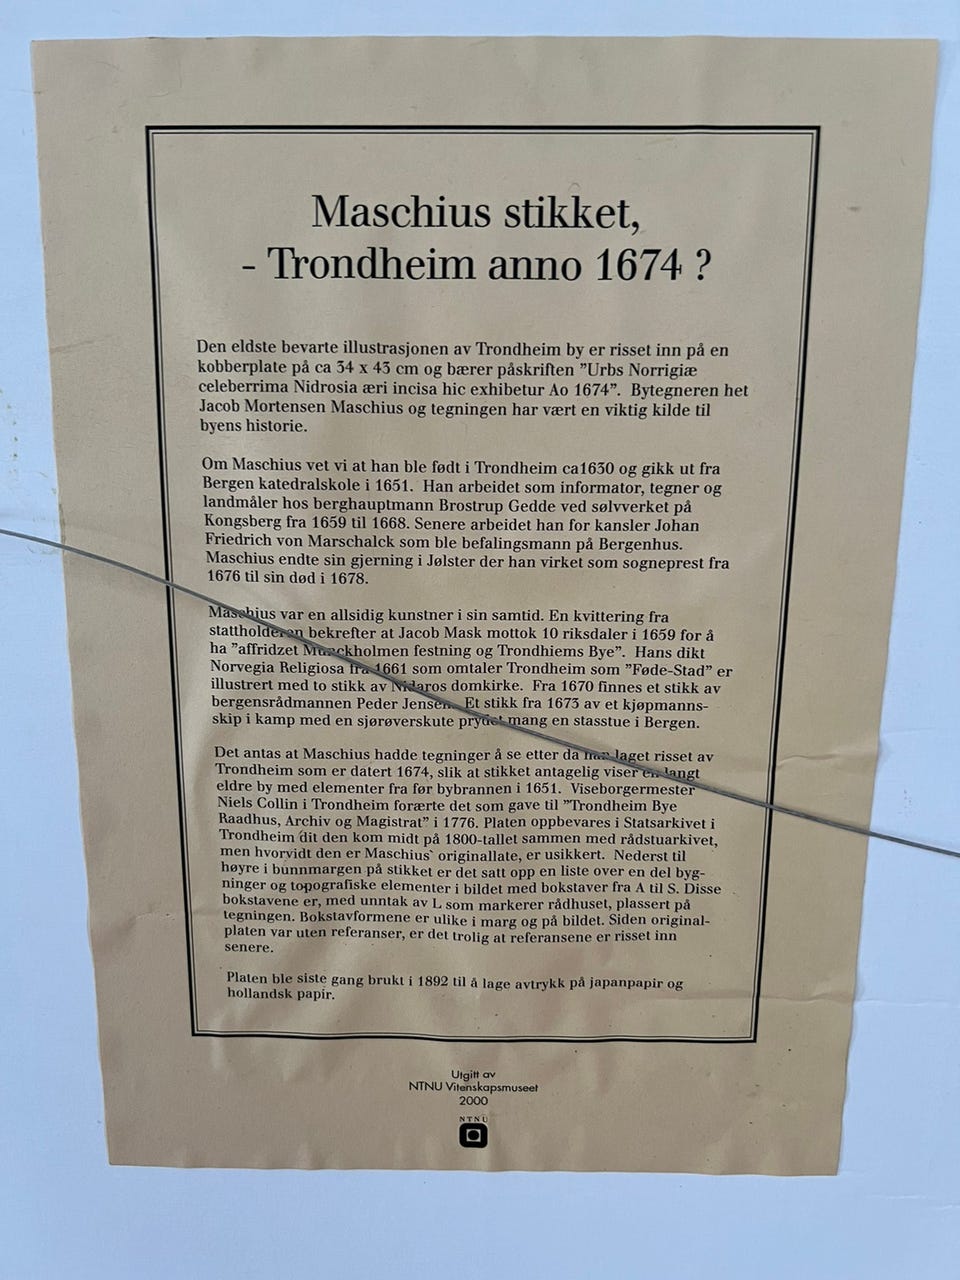 Maschius stikket,
- Trondheim anno 1674 ?
Den eldste bevarte illustrasjonen av Trondheim by er risset inn på en
kobberplate på ca 34 x 43 cm og bærer påskriften ”Urbs Norrigiæ
celeberrima Nidrosia æri incisa hic exhibetur Ao 1674”. Bytegneren het
Jacob Mortensen Maschius og tegningen har vært en viktig kilde til
byens historie.
Om Maschius vet vi at han ble født i Trondheim ca1630 og gikk ut fra
Bergen katedralskole i 1651. Han arbeidet som informator, tegner og
landmåler hos berghauptmann Brostrup Gedde ved sølvverket på
Kongsberg fra 1659 til 1668. Senere arbeidet han for kansler Johan
Friedrich von Marschalck som ble befalingsmann på Bergenhus.
Maschius endte sin gjerning i Jølster der han virket som sogneprest fra
1676 til sin død i 1678.
Maschius var en allsidig kunstner i sin samtid. En kvittering fra
stattholderen bekrefter at Jacob Mask mottok 10 riksdaler i 1659 for å
ha ”affridzet Munckholmen festning og Trondhiems Bye”. Hans dikt
Norvegia Religiosa fra 1661 som omtaler Trondheim som ”Føde-Stad” er
illustrert med to stikk av Nidaros domkirke. Fra 1670 finnes et stikk av
bergensrådmannen Peder Jensen. Et stikk fra 1673 av et kjøpmanns-
skip i kamp med en sjørøverskute prydet mang en stasstue i Bergen.
Det antas at Maschius hadde tegninger å se etter da han laget risset av
Trondheim som er datert 1674, slik at stikket antagelig viser en langt
eldre by med elementer fra før bybrannen i 1651. Viseborgermester
Niels Collin i Trondheim forærte det som gave til ”Trondheim Bye
Raadhus, Archiv og Magistrat” i 1776. Platen oppbevares i Statsarkivet i
Trondheim dit den kom midt på 1800-tallet sammen med rådstuarkivet,
men hvorvidt den er Maschius` originallate, er usikkert. Nederst til
høyre i bunnmargen på stikket er det satt opp en liste over en del byg-
ninger og topografiske elementer i bildet med bokstaver fra A til S. Disse
bokstavene er, med unntak av L som markerer rådhuset, plassert på
tegningen. Bokstavformene er ulike i marg og på bildet. Siden original-
platen var uten referanser, er det trolig at referansene er risset inn
senere.
Platen ble siste gang brukt i 1892 til å lage avtrykk på japanpapir og
hollandsk papir.
Utgitt av
NTNU Vitenskapsmuseet
2000
NTNU